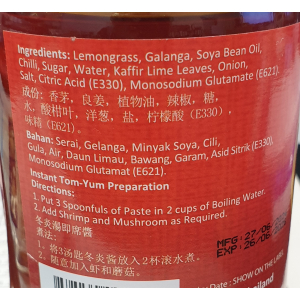 Ingredients: Lemongrass, Galanga, Soya Bean Oil,
Chilli, Sugar, Water, Kaffir Lime Leaves, Onion,
Salt, Citric Acid (E330), Monosodium Glutamate (E621).
成份：香茅，良姜，植物油，辣椒，糖，
水，酸柑叶，洋葱，盐，柠檬酸（E330），
味精（E621）.
Bahan: Serai, Gelanga, Minyak Soya, Cili,
Gula, Air, Daun Limau, Bawang, Garam, Asid Sitrik (E330),
Monosodium Glutamat (E621).
Instant Tom-Yum Preparation
Directions:
1. Put 3 Spoonfuls of Paste in 2 cups of Boiling Water.
2. Add Shrimp and Mushroom as Required.
冬炎湯即席醬
煮法：
1. 将3汤匙冬炎酱放入2杯滚水煮。
2. 随意加入虾和蘑菇。
MFG: 27/06/
EXP: 26/06/
: SHOW ON THE LABEL
ailand